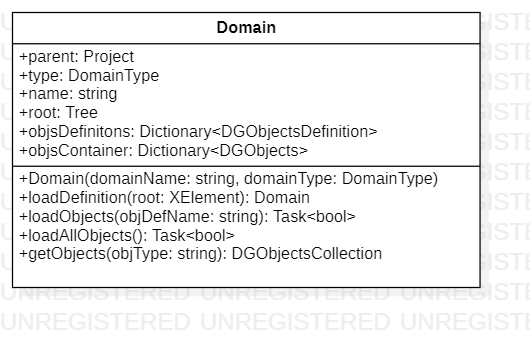 Domain
+parent: Project
+type: DomainType
+name: string
+root: Tree
+objsDefinitons: Dictionary<DGObjectsDefinition>
+objsContainer: Dictionary<DGObjects>
+Domain(domainName: string, domainType: DomainType)
+loadDefinition(root: XElement): Domain
+loadObjects(objDefName: string): Task<bool>
+loadAllObjects(): Task<bool>
+getObjects(objType: string): DGObjectsCollection
UNREGISTERED UNREGISTERED UNREGIST
UNREGISTERED UNREGISTERED UNREGIST